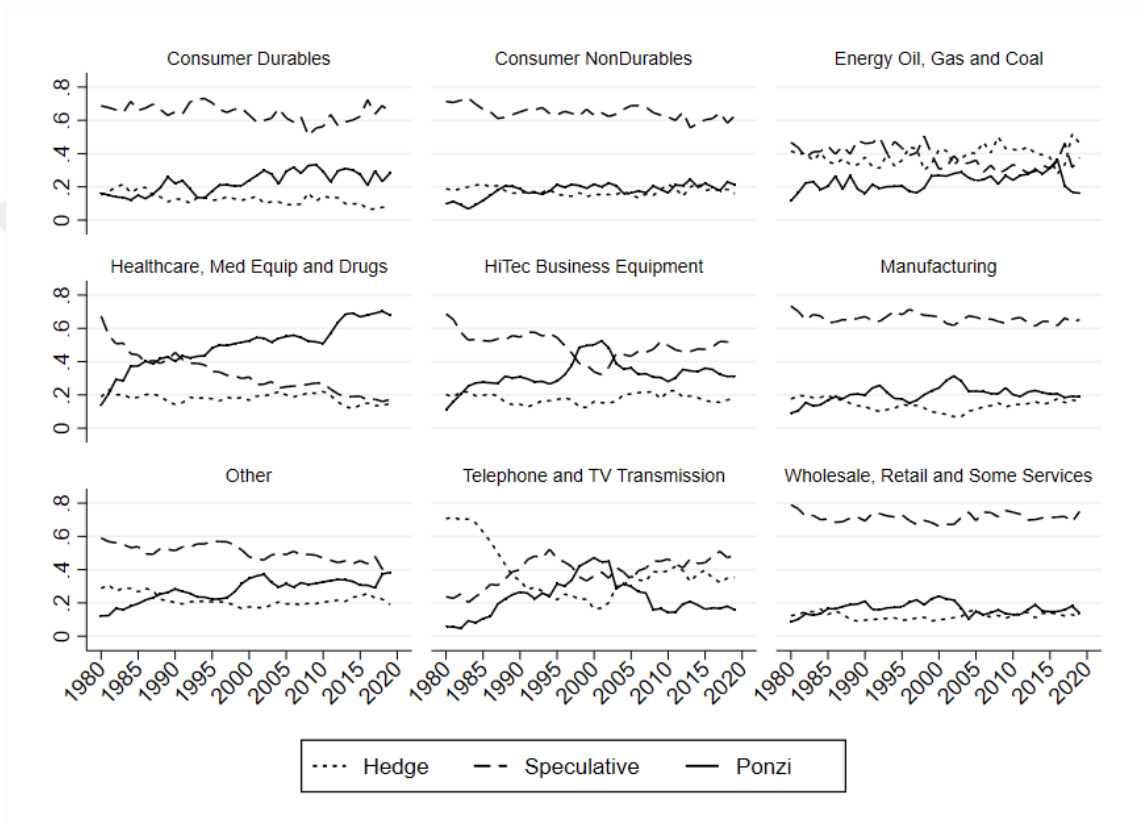 Consumer Durables
Consumer NonDurables
Energy Oil, Gas and Coal
.8
.6
.4
.2
0
Healthcare, Med Equip and Drugs
HiTec Business Equipment
Manufacturing
.8
.6
.4
.2
0
Other
Telephone and TV Transmission
Wholesale, Retail and Some Services
.8
.6
.4
.2
0
1980 1985 1990 1995 2000 2005 2010 2015 2020
1980 1985 1990 1995 2000 2005 2010 2015 2020
1980 1985 1990 1995 2000 2005 2010 2015 2020
Hedge Speculative Ponzi